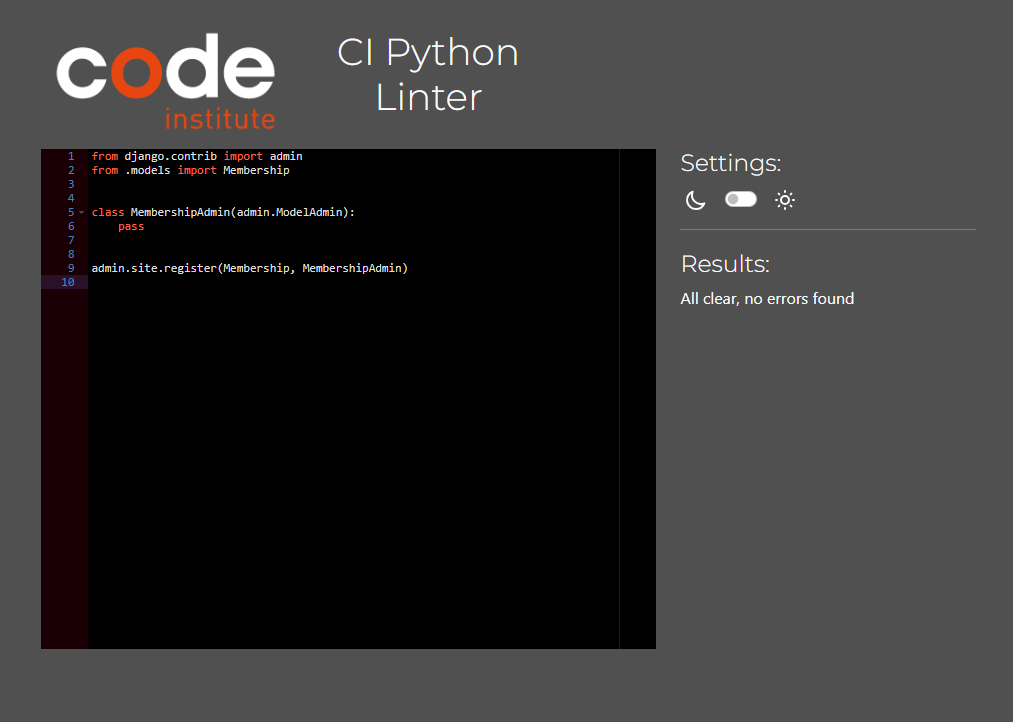 code
institute
CI Python
Linter
1 from django.contrib import admin
2 from .models import Membership
3
4
5 class MembershipAdmin(admin.ModelAdmin):
6     pass
7
8
9 admin.site.register(Membership, MembershipAdmin)
10
Settings:
Results:
All clear, no errors found